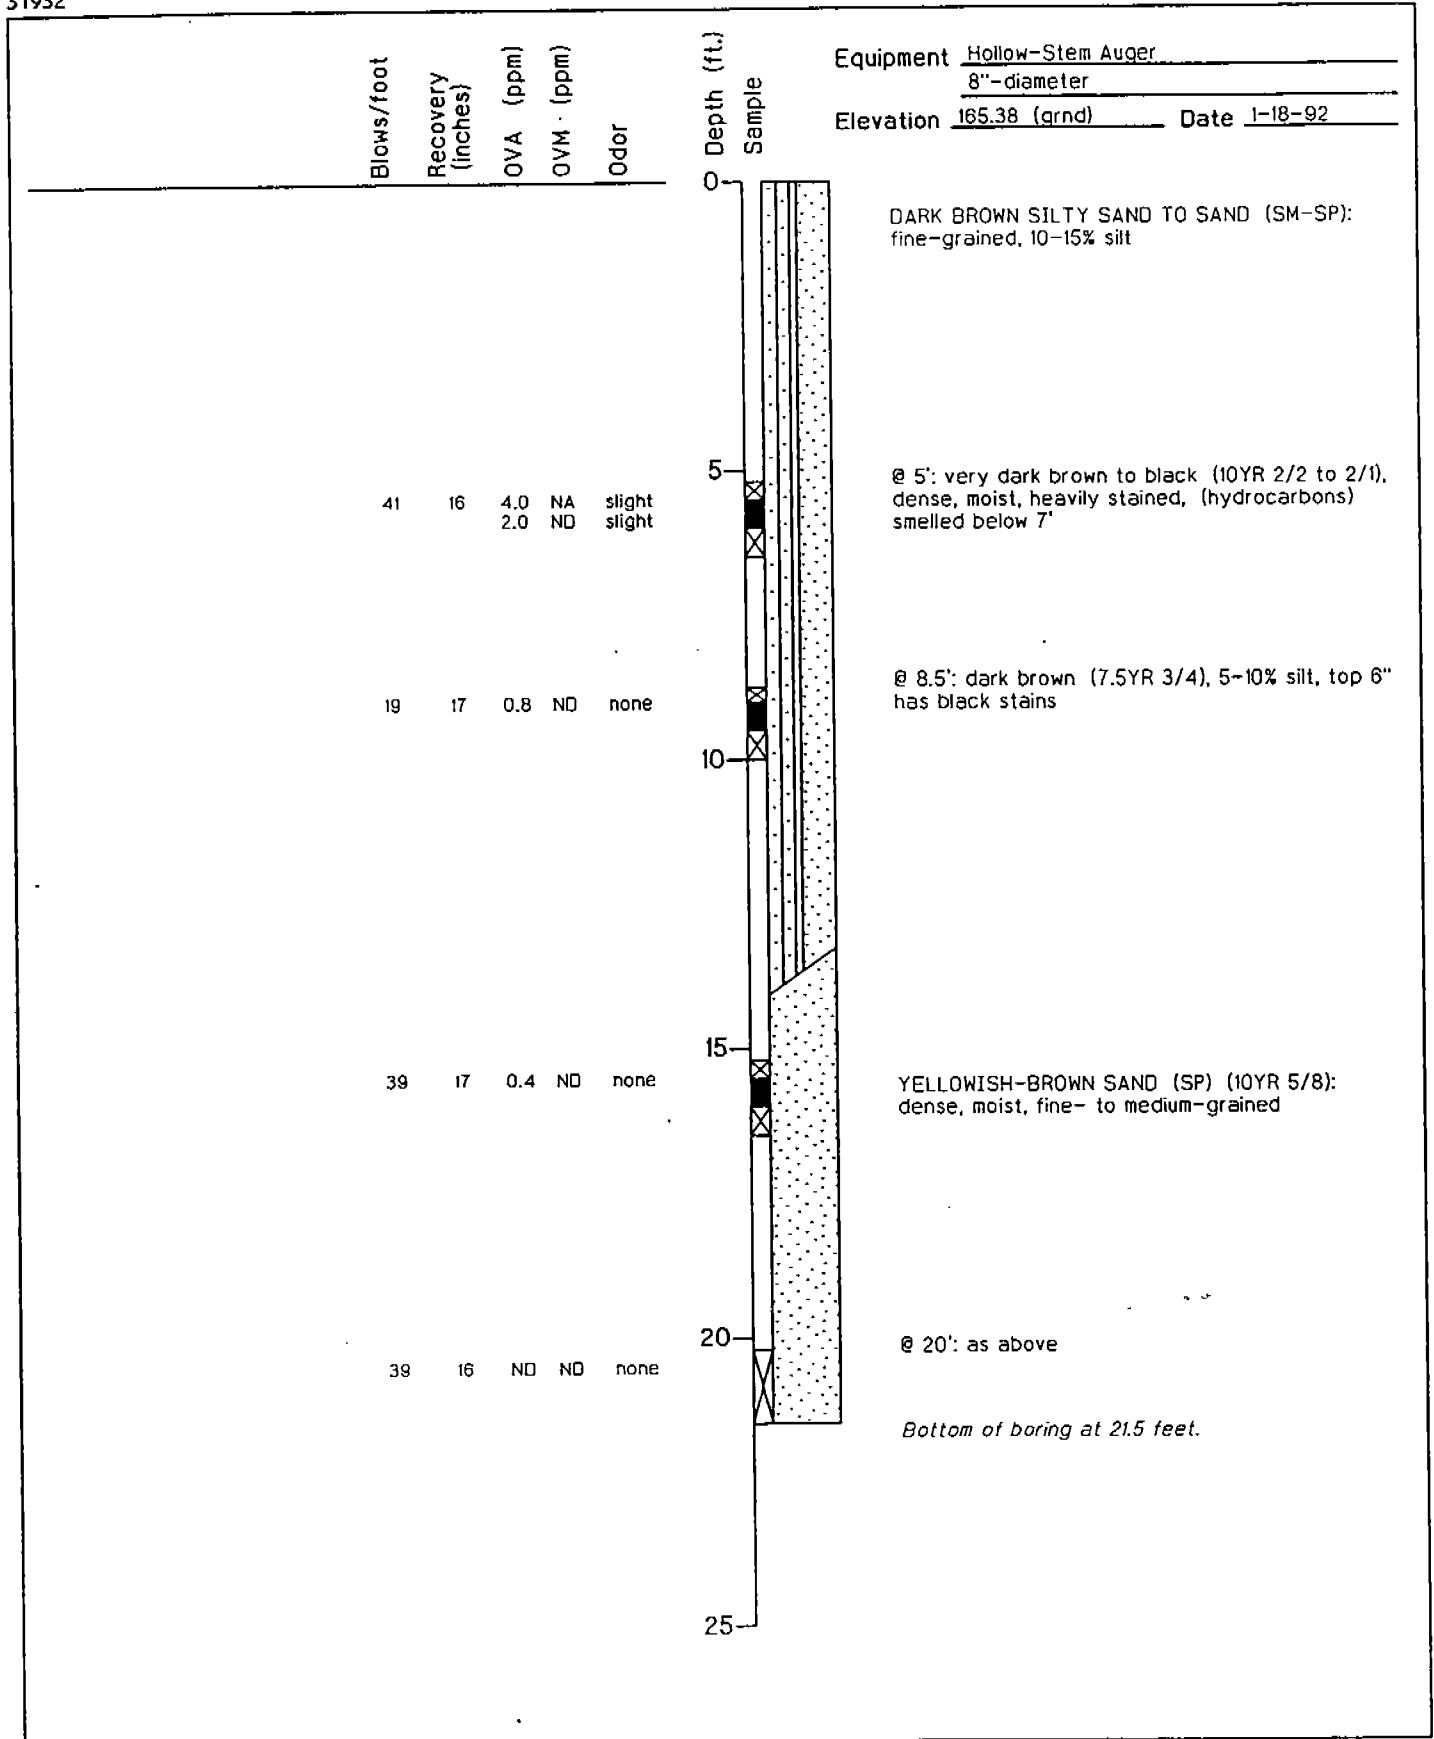 31932
Blows/foot
Recovery
(inches)
OVA (ppm)
OVM · (ppm)
Odor
Depth (ft.)
Sample
Equipment Hollow-Stem Auger
8"-diameter
Elevation 165.38 (grnd) Date 1-18-92
0
DARK BROWN SILTY SAND TO SAND (SM-SP):
fine-grained, 10-15% silt
5
@ 5': very dark brown to black (10YR 2/2 to 2/1),
dense, moist, heavily stained, (hydrocarbons)
smelled below 7'
41 16 4.0 NA slight
2.0 ND slight
@ 8.5': dark brown (7.5YR 3/4), 5-10% silt, top 6"
has black stains
19 17 0.8 ND none
10
15
39 17 0.4 ND none
YELLOWISH-BROWN SAND (SP) (10YR 5/8):
dense, moist, fine- to medium-grained
20
@ 20': as above
39 16 ND ND none
Bottom of boring at 21.5 feet.
25